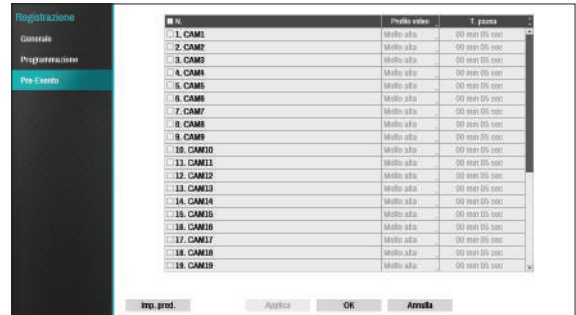 Registrazione
Generale
Programmazione
Pre-Evento
N. Profilo video T. pausa
1. CAM1 Molto alta 00 min 05 sec
2. CAM2 Molto alta 00 min 05 sec
3. CAM3 Molto alta 00 min 05 sec
4. CAM4 Molto alta 00 min 05 sec
5. CAM5 Molto alta 00 min 05 sec
6. CAM6 Molto alta 00 min 05 sec
7. CAM7 Molto alta 00 min 05 sec
8. CAM8 Molto alta 00 min 05 sec
9. CAM9 Molto alta 00 min 05 sec
10. CAM10 Molto alta 00 min 05 sec
11. CAM11 Molto alta 00 min 05 sec
12. CAM12 Molto alta 00 min 05 sec
13. CAM13 Molto alta 00 min 05 sec
14. CAM14 Molto alta 00 min 05 sec
15. CAM15 Molto alta 00 min 05 sec
16. CAM16 Molto alta 00 min 05 sec
17. CAM17 Molto alta 00 min 05 sec
18. CAM18 Molto alta 00 min 05 sec
19. CAM19 Molto alta 00 min 05 sec
Imp. pred. Applica OK Annulla